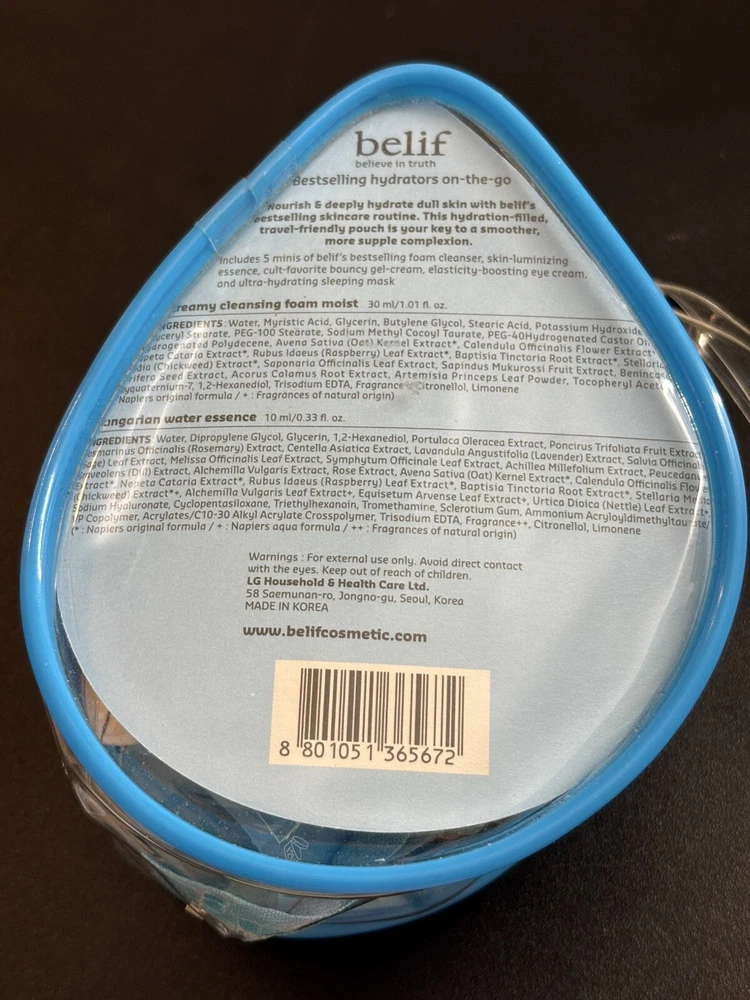 belif
believe in truth
Bestselling hydrators on-the-go
Nourish & deeply hydrate dull skin with belif's
bestselling skincare routine. This hydration-filled,
travel-friendly pouch is your key to a smoother,
more supple complexion.
Includes 5 minis of belif's bestselling foam cleanser, skin-luminizing
essence, cult-favorite bouncy gel-cream, elasticity-boosting eye cream,
and ultra-hydrating sleeping mask
creamy cleansing foam moist 30 ml/1.01 fl. oz.
INGREDIENTS: Water, Myristic Acid, Glycerin, Butylene Glycol, Stearic Acid, Potassium Hydroxide
Stearate, PEG-100 Stearate, Sodium Methyl Cocoyl Taurate, PEG-40 Hydrogenated Castor
Hydrogenated Polydecene, Avena Sativa (Oat) Kernel Extract*, Calendula Officinalis Flower Extract*
Nepeta Cataria Extract*, Rubus Idaeus (Raspberry) Leaf Extract*, Baptisia Tinctoria Root Extract*, Stellaria
(Chickweed) Extract*, Saponaria Officinalis Leaf Extract, Sapindus Mukurossi Fruit Extract,
Seed Extract, Acorus Calamus Root Extract, Artemisia Princeps Leaf Powder, Tocopheryl
1,2-Hexanediol, Trisodium EDTA, Fragrance+, Citronellol, Limonene
Napiers original formula / + : Fragrances of natural origin)
hungarian water essence 10 ml/0.33 fl. oz.
INGREDIENTS: Water, Dipropylene Glycol, Glycerin, 1,2-Hexanediol, Portulaca Oleracea Extract, Poncirus Trifoliata Fruit Extract
Officinalis (Rosemary) Extract, Centella Asiatica Extract, Lavandula Angustifolia (Lavender) Extract, Salvia Officinalis
(Sage) Leaf Extract, Melissa Officinalis Leaf Extract, Symphytum Officinale Leaf Extract, Achillea Millefolium Extract,
Graveolens (Dill) Extract, Alchemilla Vulgaris Extract, Rose Extract, Avena Sativa (Oat) Kernel Extract*, Calendula Officinalis Flower
Extract*, Nepeta Cataria Extract*, Rubus Idaeus (Raspberry) Leaf Extract*, Baptisia Tinctoria Root Extract*, Stellaria Media
(Chickweed) Extract*+, Alchemilla Vulgaris Leaf Extract+, Equisetum Arvense Leaf Extract+, Urtica Dioica (Nettle) Leaf Extract+,
Sodium Hyaluronate, Cyclopentasiloxane, Triethylhexanoin, Tromethamine, Sclerotium Gum, Ammonium Acryloyldimethyltaurate/
VP Copolymer, Acrylates/C10-30 Alkyl Acrylate Crosspolymer, Trisodium EDTA, Fragrance++, Citronellol, Limonene
(* : Napiers original formula / + : Napiers aqua formula / ++ : Fragrances of natural origin)
Warnings : For external use only. Avoid direct contact
with the eyes. Keep out of reach of children.
LG Household & Health Care Ltd.
58 Saemunan-ro, Jongno-gu, Seoul, Korea
MADE IN KOREA
www.belifcosmetic.com
8 801051 365672